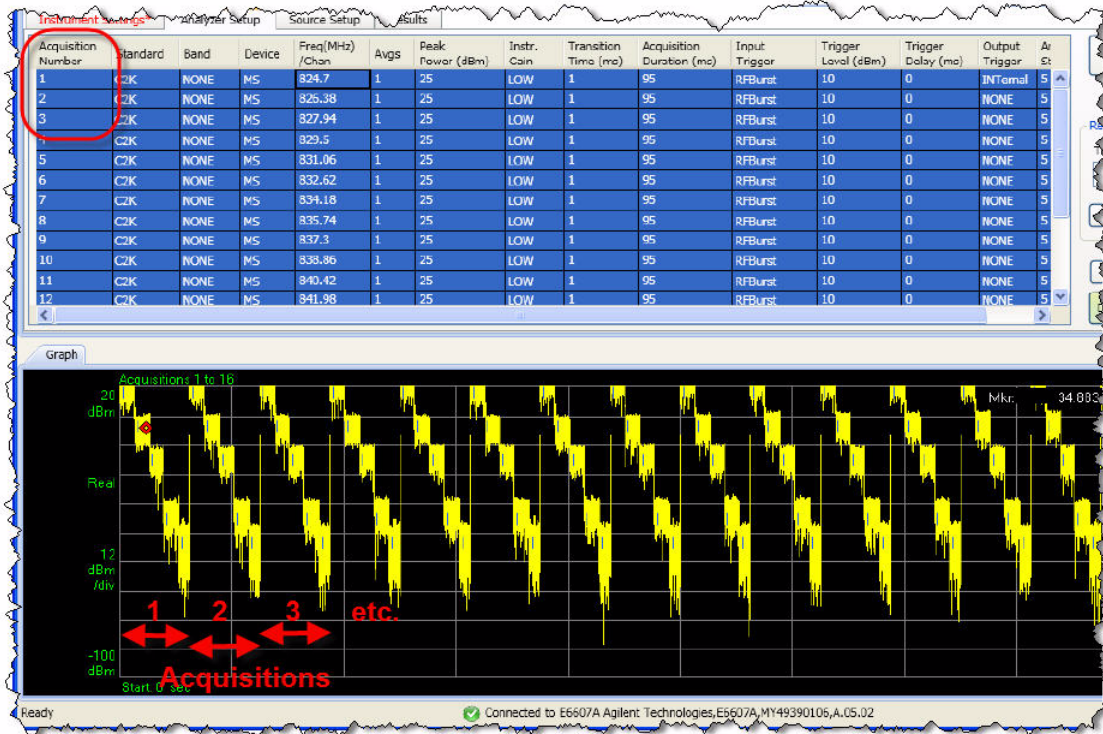 Instrument Settings* Analyzer Setup Source Setup
Acquisition Number Standard Band Device Freq(MHz) /Chan Avgs Peak Power (dBm) Instr. Gain Transition Time (ms) Acquisition Duration (ms) Input Trigger Trigger Level (dBm) Trigger Delay (ms) Output Trigger
1 C2K NONE MS 824.7 1 25 LOW 1 95 RFBurst 10 0 INTernal 5
2 C2K NONE MS 826.38 1 25 LOW 1 95 RFBurst 10 0 NONE 5
3 C2K NONE MS 827.94 1 25 LOW 1 95 RFBurst 10 0 NONE 5
4 C2K NONE MS 829.5 1 25 LOW 1 95 RFBurst 10 0 NONE 5
5 C2K NONE MS 831.06 1 25 LOW 1 95 RFBurst 10 0 NONE 5
6 C2K NONE MS 832.62 1 25 LOW 1 95 RFBurst 10 0 NONE 5
7 C2K NONE MS 834.18 1 25 LOW 1 95 RFBurst 10 0 NONE 5
8 C2K NONE MS 835.74 1 25 LOW 1 95 RFBurst 10 0 NONE 5
9 C2K NONE MS 837.3 1 25 LOW 1 95 RFBurst 10 0 NONE 5
10 C2K NONE MS 838.86 1 25 LOW 1 95 RFBurst 10 0 NONE 5
11 C2K NONE MS 840.42 1 25 LOW 1 95 RFBurst 10 0 NONE 5
12 C2K NONE MS 841.98 1 25 LOW 1 95 RFBurst 10 0 NONE 5
Graph
Acquisitions 1 to 16
20
dBm
Mkr: 34.883
Real
12
dBm
/div
1 2 3 etc.
-100
dBm
Acquisitions
Start: 0 sec
Ready Connected to E6607A Agilent Technologies,E6607A,MY49390106,A.05.02